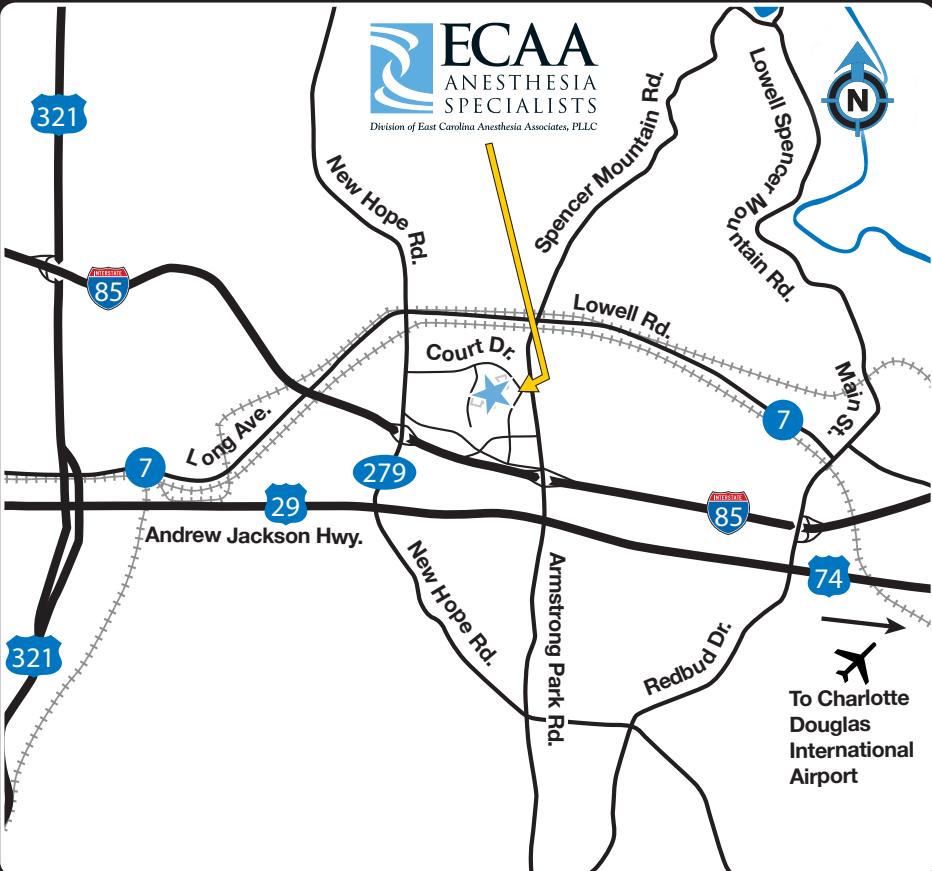 ECAA
ANESTHESIA
SPECIALISTS
Division of East Carolina Anesthesia Associates, PLLC
N
321
New Hope Rd.
Spencer Mountain Rd.
Lowell Spencer Mountain Rd.
INTERSTATE
85
Lowell Rd.
Court Dr.
Main St.
7
Long Ave.
7
279
29
INTERSTATE
85
Andrew Jackson Hwy.
74
New Hope Rd.
Armstrong Park Rd.
321
Redbud Dr.
To Charlotte
Douglas
International
Airport